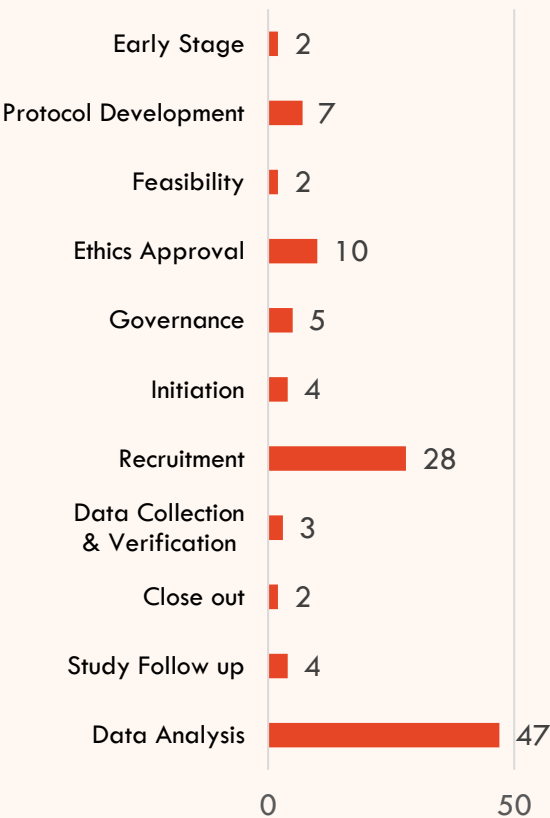 Early Stage 2
Protocol Development 7
Feasibility 2
Ethics Approval 10
Governance 5
Initiation 4
Recruitment 28
Data Collection
& Verification 3
Close out 2
Study Follow up 4
Data Analysis 47
0 50